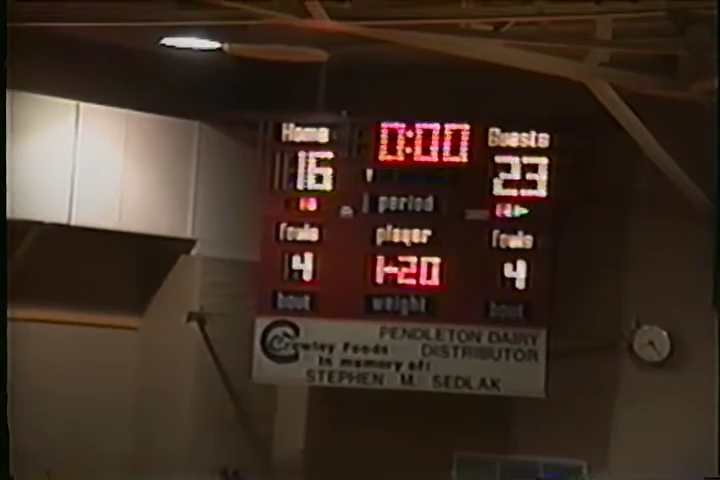 Home 0:00 Guests
16 23
period
fouls player fouls
4 1-20 4
bout weight bout
PENDLETON DAIRY
Crowley Foods DISTRIBUTOR
In memory of:
STEPHEN M. SEDLAK